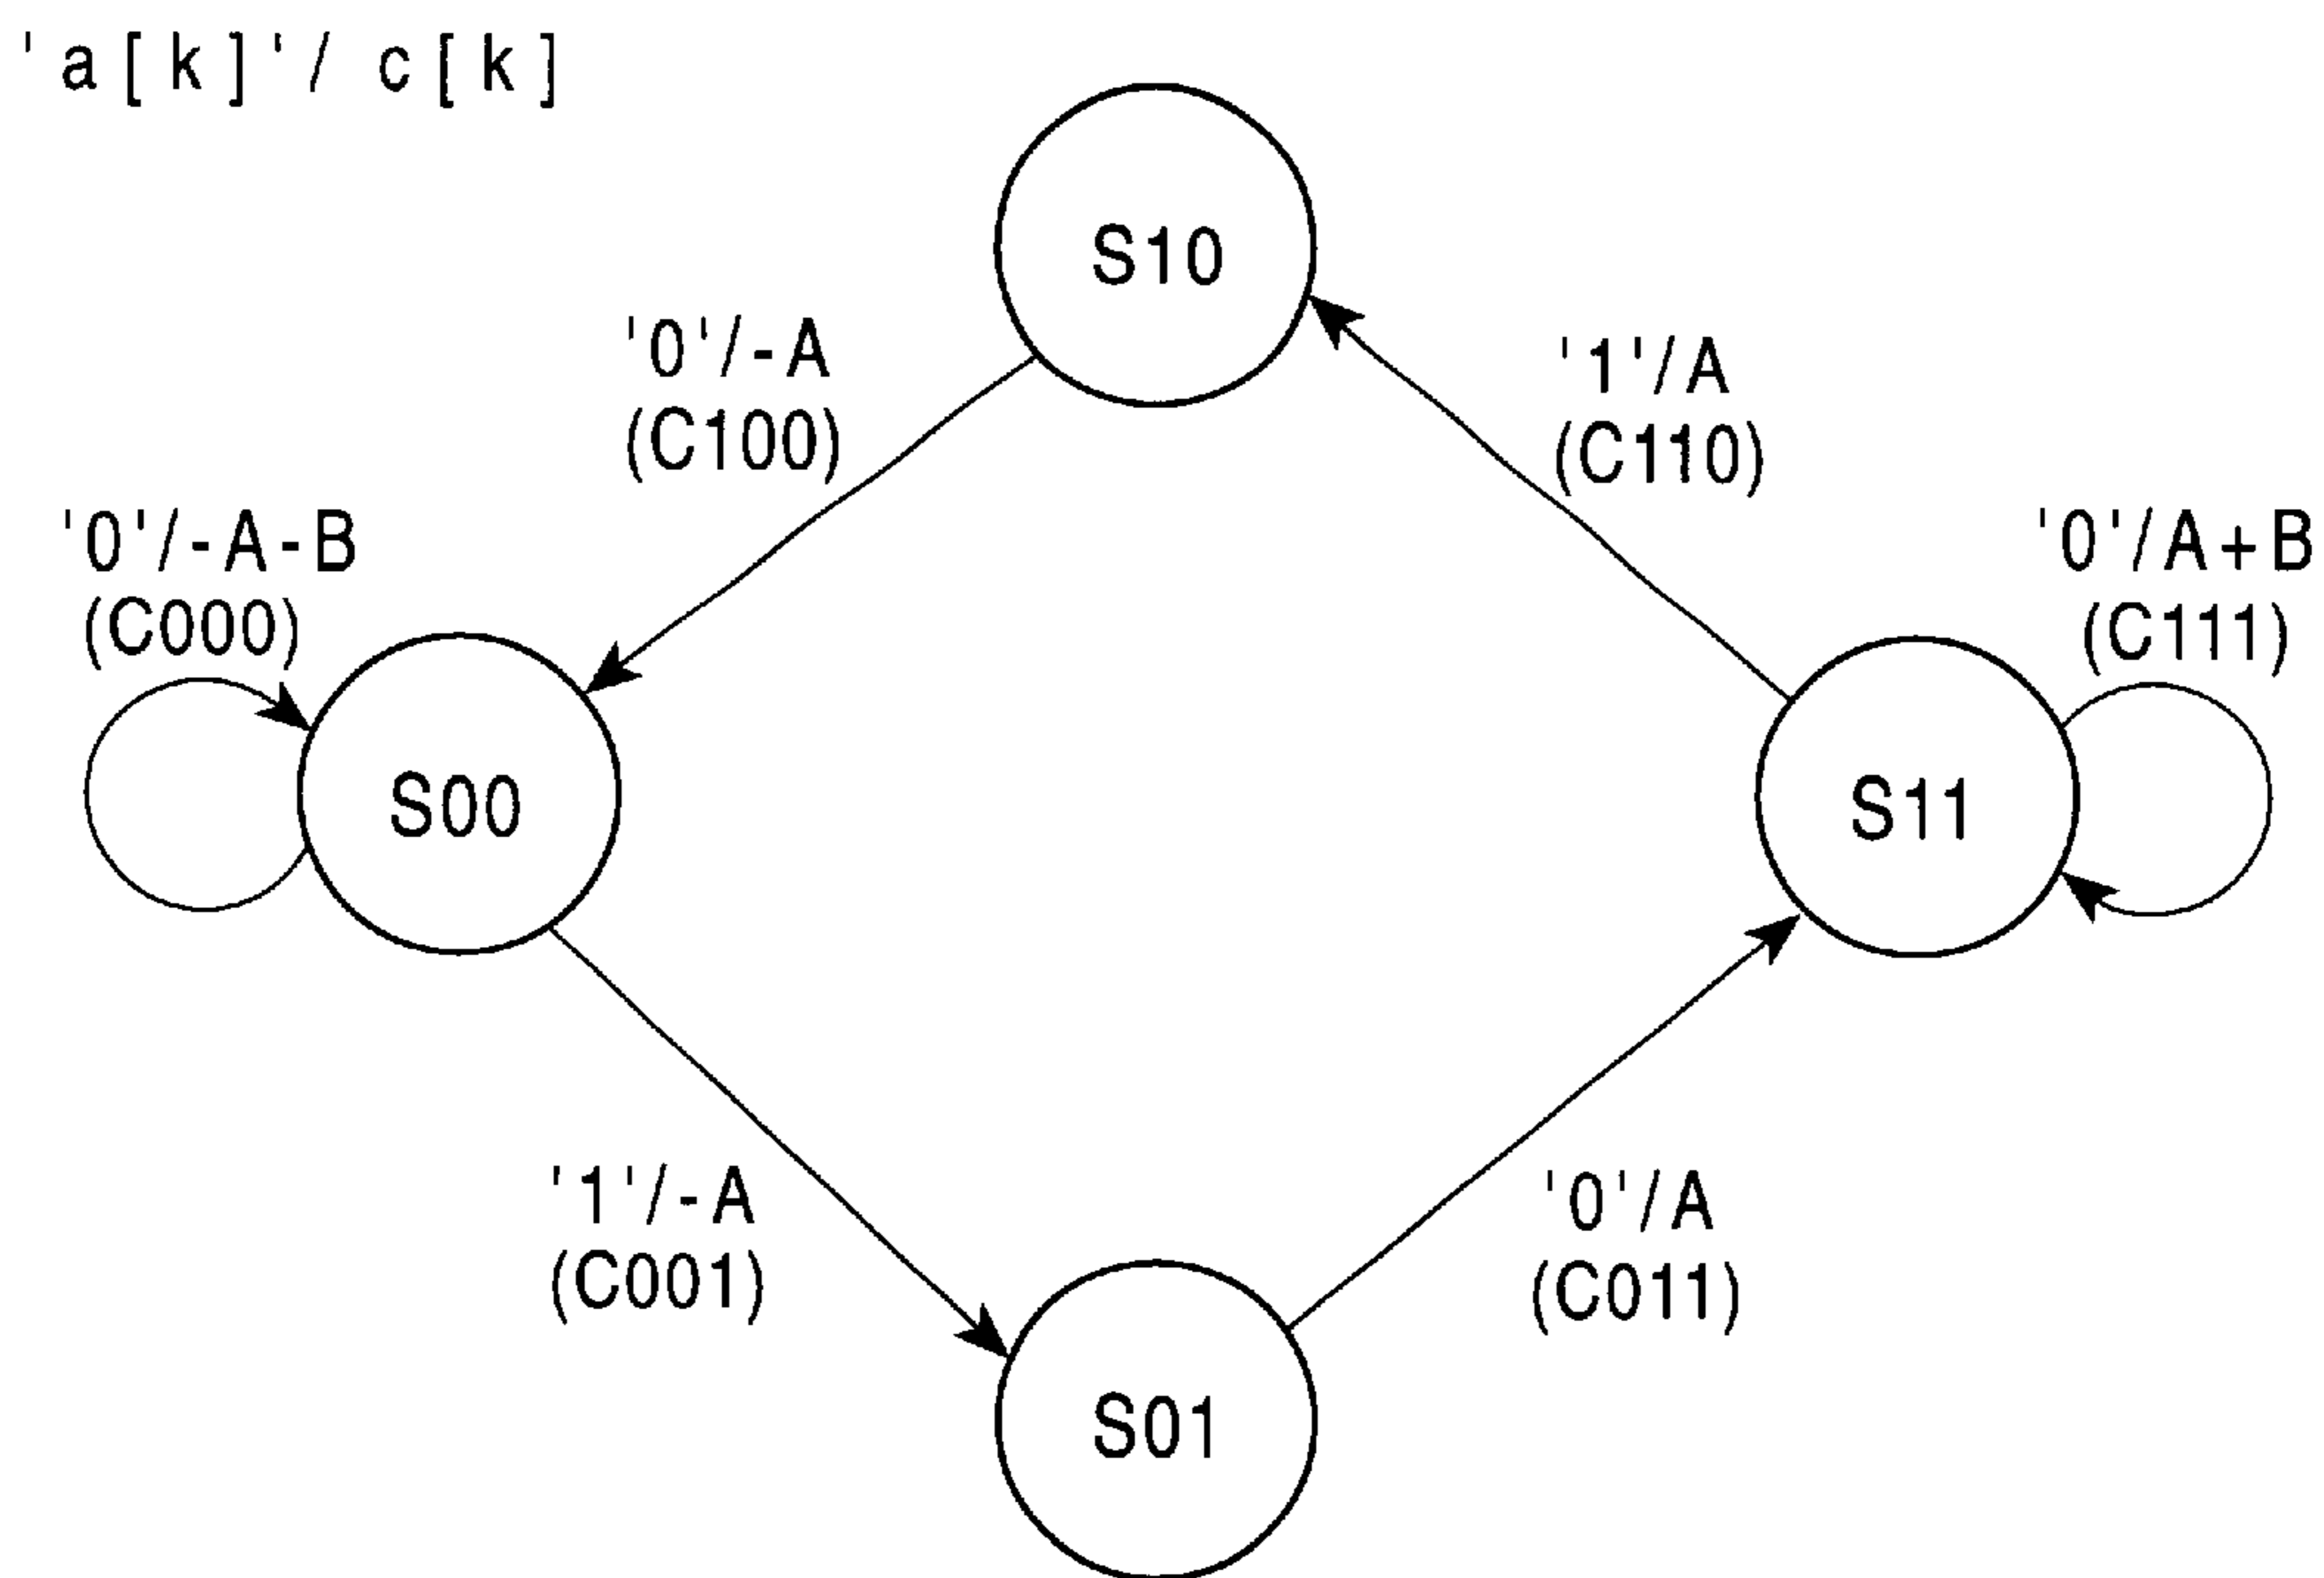 'a[k]'/ c[k]
S10
'0'/-A
(C100)
'1'/A
(C110)
'0'/-A-B
(C000)
'0'/A+B
(C111)
S00
S11
'1'/-A
(C001)
'0'/A
(C011)
S01